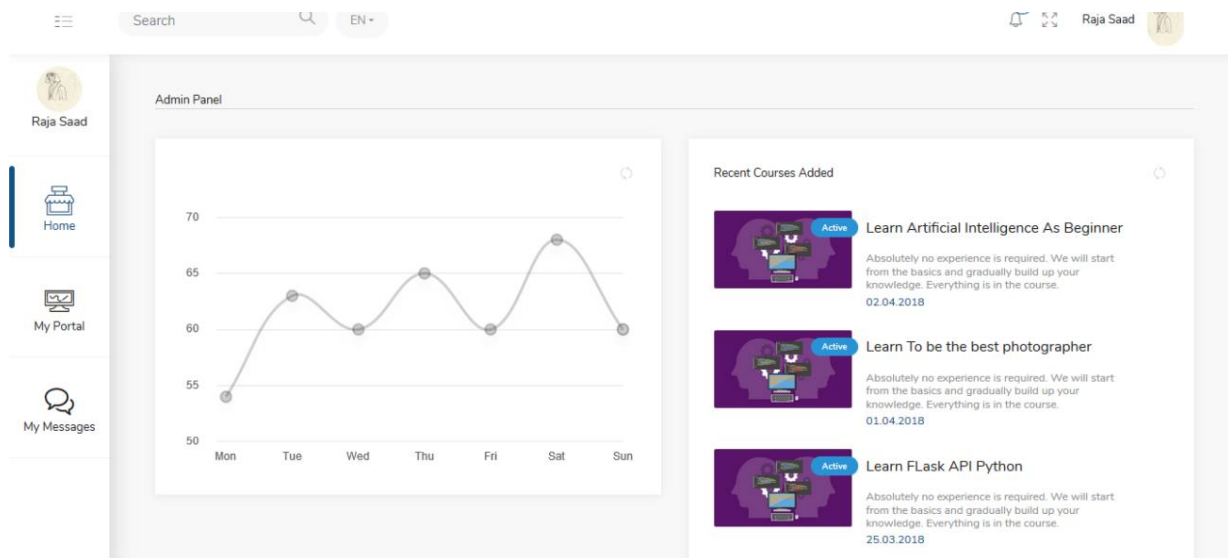 Search
EN
Raja Saad
Raja Saad
Home
My Portal
My Messages
Admin Panel
70
65
60
55
50
Mon Tue Wed Thu Fri Sat Sun
Recent Courses Added
Active
Learn Artificial Intelligence As Beginner
Absolutely no experience is required. We will start
from the basics and gradually build up your
knowledge. Everything is in the course.
02.04.2018
Active
Learn To be the best photographer
Absolutely no experience is required. We will start
from the basics and gradually build up your
knowledge. Everything is in the course.
01.04.2018
Active
Learn FLask API Python
Absolutely no experience is required. We will start
from the basics and gradually build up your
knowledge. Everything is in the course.
25.03.2018